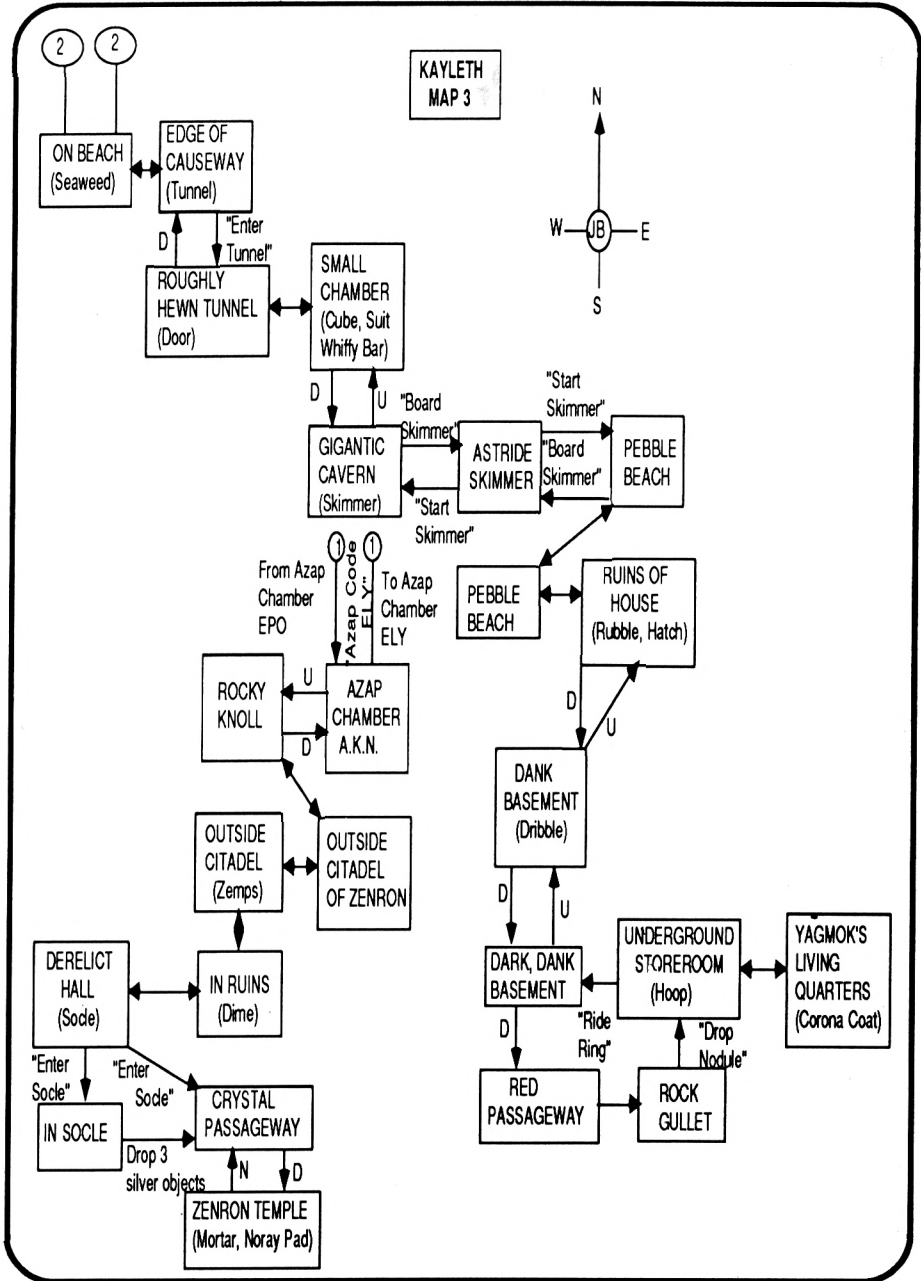 2
2
KAYLETH
MAP 3
N
W
JB
E
S
ON BEACH
(Seaweed)
EDGE OF
CAUSEWAY
(Tunnel)
D
"Enter
Tunnel"
ROUGHLY
HEWN TUNNEL
(Door)
SMALL
CHAMBER
(Cube, Suit
Whiffy Bar)
D
U
"Board
Skimmer"
GIGANTIC
CAVERN
(Skimmer)
"Start
Skimmer"
ASTRIDE
SKIMMER
"Start
Skimmer"
"Board
Skimmer"
PEBBLE
BEACH
PEBBLE
BEACH
RUINS OF
HOUSE
(Rubble, Hatch)
1
1
From Azap
Chamber
EPO
"Azap Code
ELY"
To Azap
Chamber
ELY
ROCKY
KNOLL
U
D
AZAP
CHAMBER
A.K.N.
D
U
DANK
BASEMENT
(Dribble)
OUTSIDE
CITADEL
(Zemps)
OUTSIDE
CITADEL
OF ZENRON
D
U
DERELICT
HALL
(Socle)
IN RUINS
(Dime)
DARK, DANK
BASEMENT
UNDERGROUND
STOREROOM
(Hoop)
YAGMOK'S
LIVING
QUARTERS
(Corona Coat)
D
"Ride
Ring"
"Drop
Nodule"
"Enter
Socle"
"Enter
Socle"
RED
PASSAGEWAY
ROCK
GULLET
IN SOCLE
CRYSTAL
PASSAGEWAY
Drop 3
silver objects
N
D
ZENRON TEMPLE
(Mortar, Noray Pad)